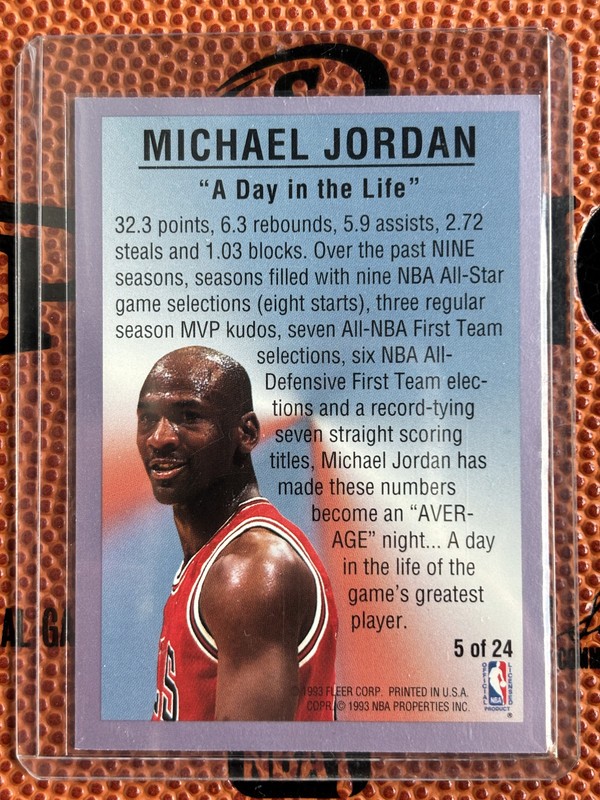 MICHAEL JORDAN
“A Day in the Life”
32.3 points, 6.3 rebounds, 5.9 assists, 2.72
steals and 1.03 blocks. Over the past NINE
seasons, seasons filled with nine NBA All-Star
game selections (eight starts), three regular
season MVP kudos, seven All-NBA First Team
selections, six NBA All-
Defensive First Team elec-
tions and a record-tying
seven straight scoring
titles, Michael Jordan has
made these numbers
become an “AVER-
AGE” night... A day
in the life of the
game’s greatest
player.
5 of 24
OFFICIAL LICENSED
NBA
PRODUCT
®
© 1993 FLEER CORP. PRINTED IN U.S.A.
COPR. © 1993 NBA PROPERTIES INC.